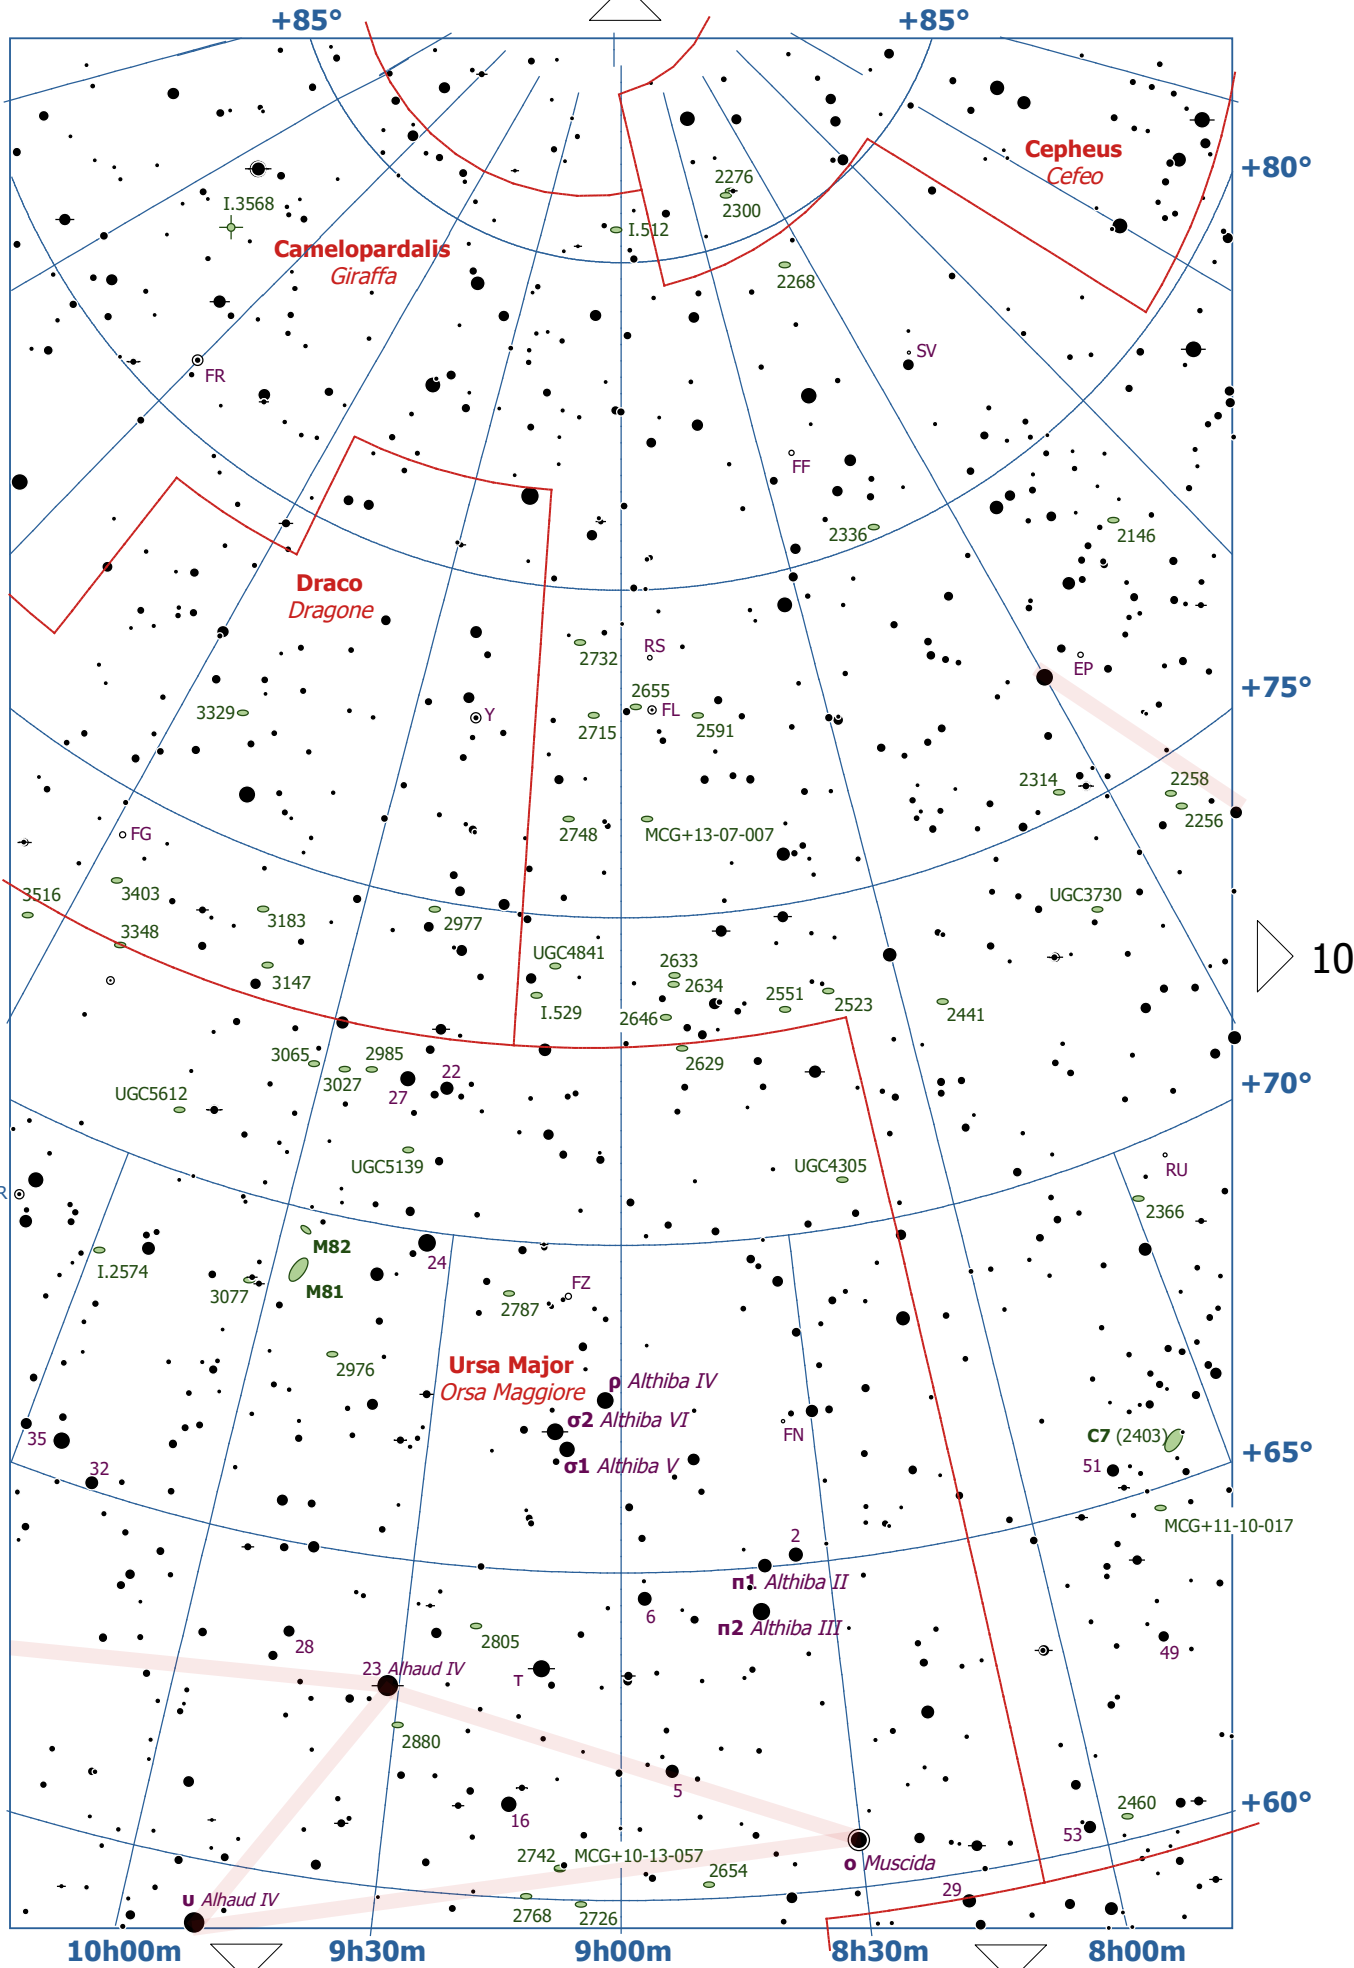 +85°
+85°
+80°
Cepheus
Cefeo
2276
2300
I.3568
I.512
Camelopardalis
Giraffa
2268
SV
FR
FF
2336
2146
Draco
Dragone
RS
2732
EP
+75°
2655
FL
3329
Y
2715
2591
2314
2258
2256
FG
2748
MCG+13-07-007
3516
3403
UGC3730
3183
2977
3348
UGC4841
10
2633
3147
2634
2551
2523
I.529
2646
2441
3065
2985
2629
22
+70°
3027
UGC5612
27
UGC5139
UGC4305
RU
R
2366
M82
I.2574
24
3077
M81
FZ
2787
Ursa Major
2976
Orsa Maggiore
ρ Althiba IV
σ2 Althiba VI
FN
C7 (2403)
35
+65°
σ1 Althiba V
32
51
MCG+11-10-017
2
π1 Althiba II
6
π2 Althiba III
28
2805
49
23 Alhaud IV
T
2880
5
+60°
16
2460
53
2742
MCG+10-13-057
ο Muscida
2654
29
υ Alhaud IV
2768
2726
10h00m
9h30m
9h00m
8h30m
8h00m